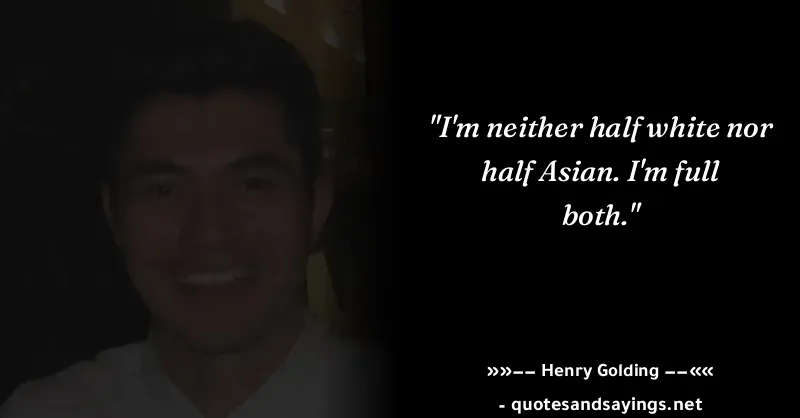 "I'm neither half white nor
half Asian. I'm full
both."
»»−− Henry Golding −−««
- quotesandsayings.net